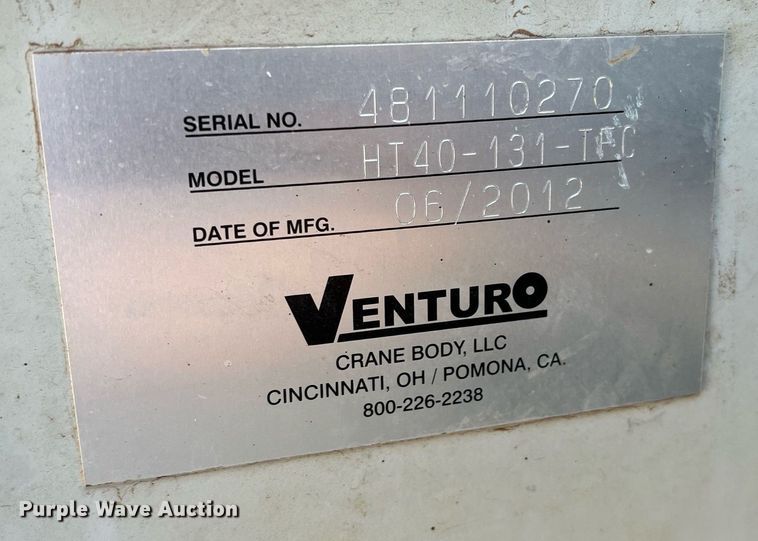 SERIAL NO. 481110270
MODEL HT40-131-TFC
DATE OF MFG. 06/2012
VENTURO
CRANE BODY, LLC
CINCINNATI, OH / POMONA, CA.
800-226-2238
Purple Wave Auction